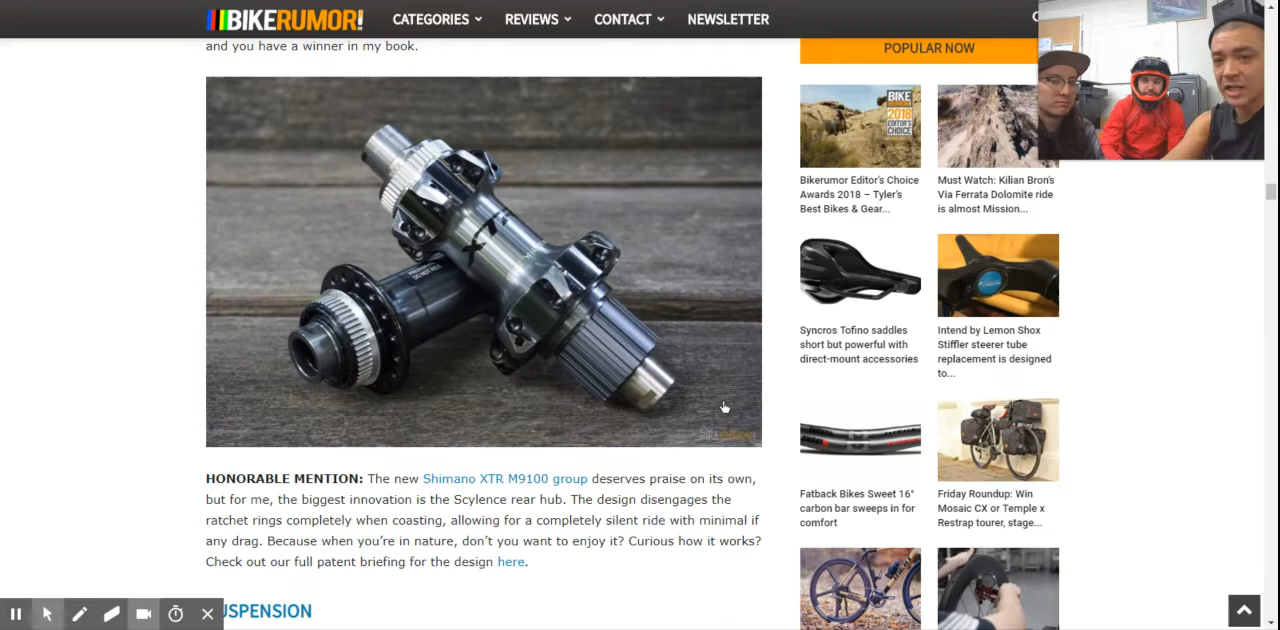 BIKERUMOR!
CATEGORIES
REVIEWS
CONTACT
NEWSLETTER
and you have a winner in my book.
POPULAR NOW
BIKE
RUMOR
2018
EDITOR'S
CHOICE
Bikerumor Editor's Choice
Awards 2018 – Tyler's
Best Bikes & Gear...
Must Watch: Kilian Bron's
Via Ferrata Dolomite ride
is almost Mission...
Syncros Tofino saddles
short but powerful with
direct-mount accessories
Intend by Lemon Shox
Stiffler steerer tube
replacement is designed
to...
Fatback Bikes Sweet 16°
carbon bar sweeps in for
comfort
Friday Roundup: Win
Mosaic CX or Temple x
Restrap tourer, stage...
BIKERUMOR!
HONORABLE MENTION: The new Shimano XTR M9100 group deserves praise on its own,
but for me, the biggest innovation is the Scylence rear hub. The design disengages the
ratchet rings completely when coasting, allowing for a completely silent ride with minimal if
any drag. Because when you're in nature, don't you want to enjoy it? Curious how it works?
Check out our full patent briefing for the design here.
USPENSION